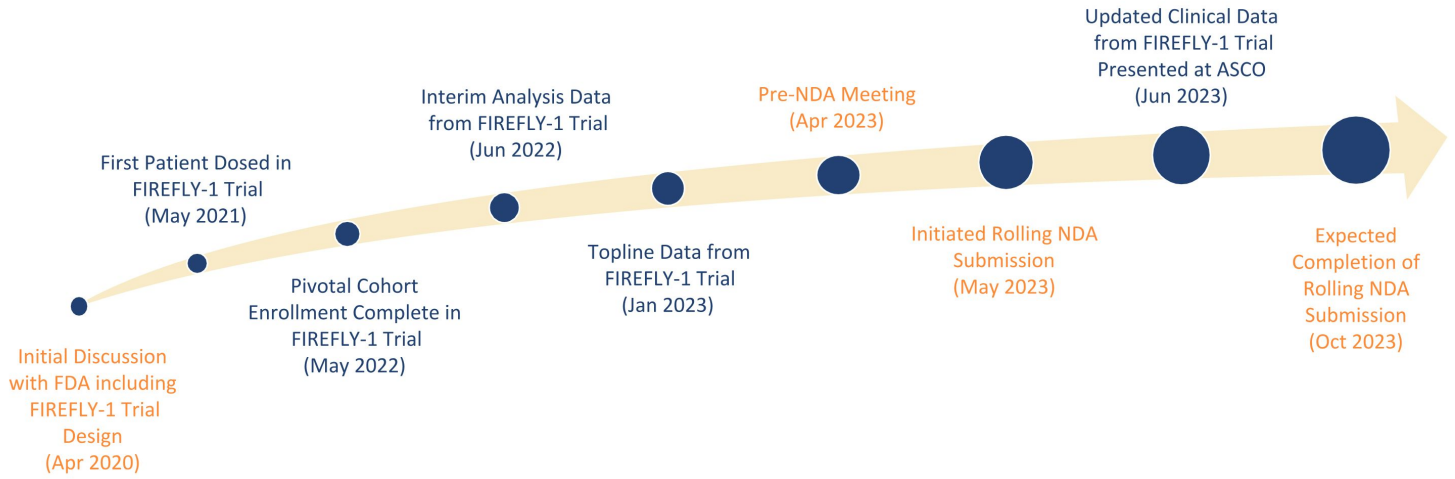 Initial Discussion
with FDA including
FIREFLY-1 Trial
Design
(Apr 2020)
First Patient Dosed in
FIREFLY-1 Trial
(May 2021)
Pivotal Cohort
Enrollment Complete in
FIREFLY-1 Trial
(May 2022)
Interim Analysis Data
from FIREFLY-1 Trial
(Jun 2022)
Topline Data from
FIREFLY-1 Trial
(Jan 2023)
Pre-NDA Meeting
(Apr 2023)
Initiated Rolling NDA
Submission
(May 2023)
Updated Clinical Data
from FIREFLY-1 Trial
Presented at ASCO
(Jun 2023)
Expected
Completion of
Rolling NDA
Submission
(Oct 2023)